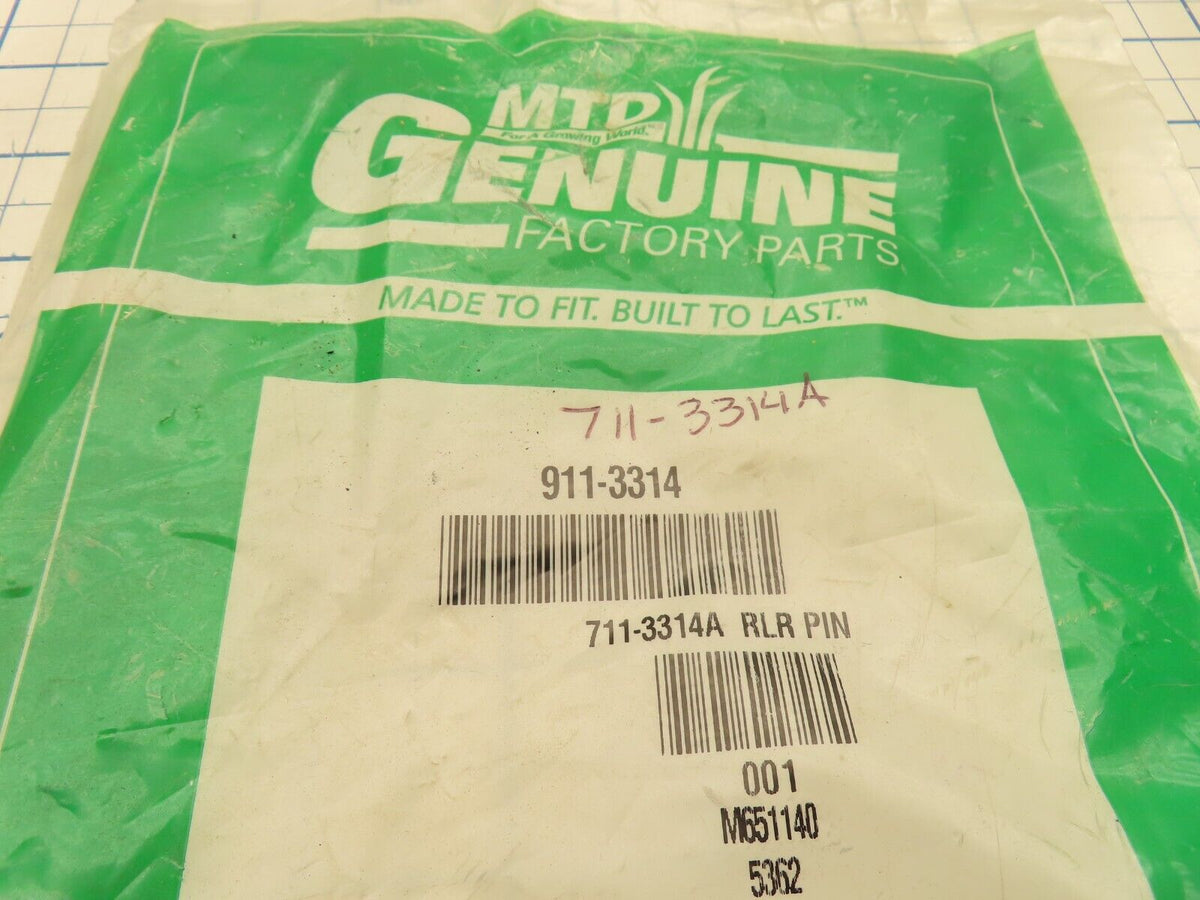 MTD
For A Growing World.™
GENUINE
FACTORY PARTS
MADE TO FIT. BUILT TO LAST.™
711-3314A
911-3314
711-3314A RLR PIN
001
M651140
5362